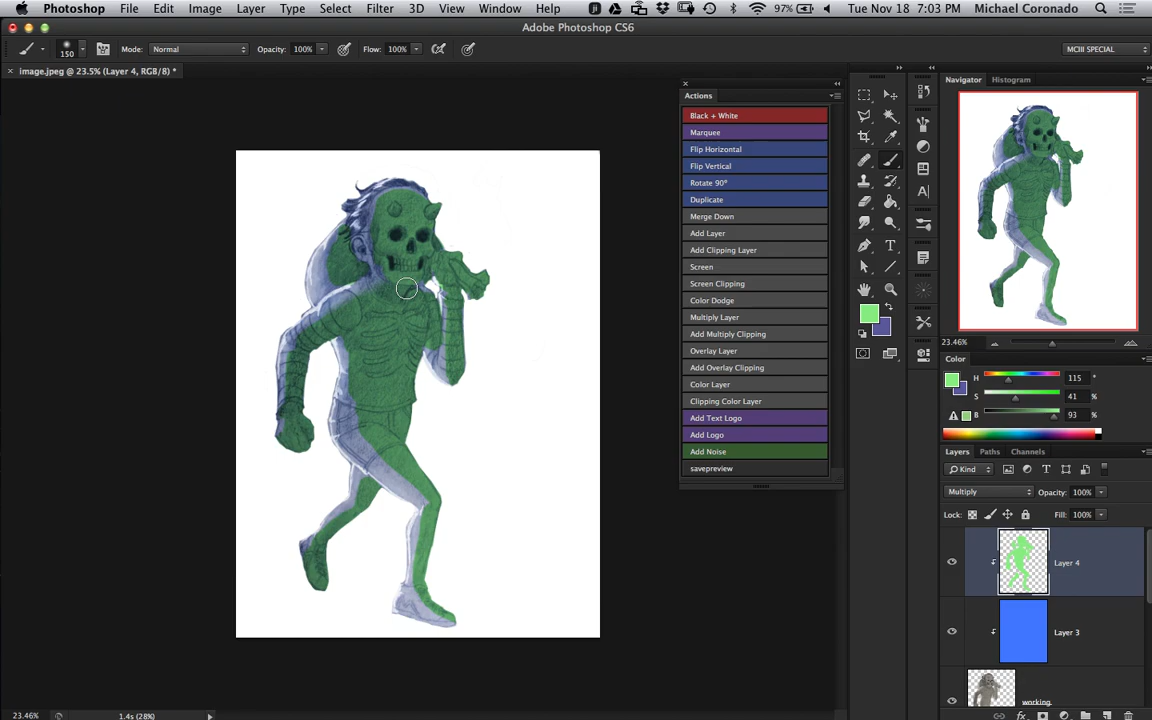 Photoshop File Edit Image Layer Type Select Filter 3D View Window Help 97% Tue Nov 18 7:03 PM Michael Coronado
Adobe Photoshop CS6
150 Mode: Normal Opacity: 100% Flow: 100% MCIII SPECIAL
image.jpeg @ 23.5% (Layer 4, RGB/8) *
Actions
Black + White
Marquee
Flip Horizontal
Flip Vertical
Rotate 90º
Duplicate
Merge Down
Add Layer
Add Clipping Layer
Screen
Screen Clipping
Color Dodge
Multiply Layer
Add Multiply Clipping
Overlay Layer
Add Overlay Clipping
Color Layer
Clipping Color Layer
Add Text Logo
Add Logo
Add Noise
savepreview
Navigator Histogram
23.46%
Color
H 115 °
S 41 %
B 93 %
Layers Paths Channels
Kind
Multiply Opacity: 100%
Lock: Fill: 100%
Layer 4
Layer 3
working.
23.46% 1.4s (28%)